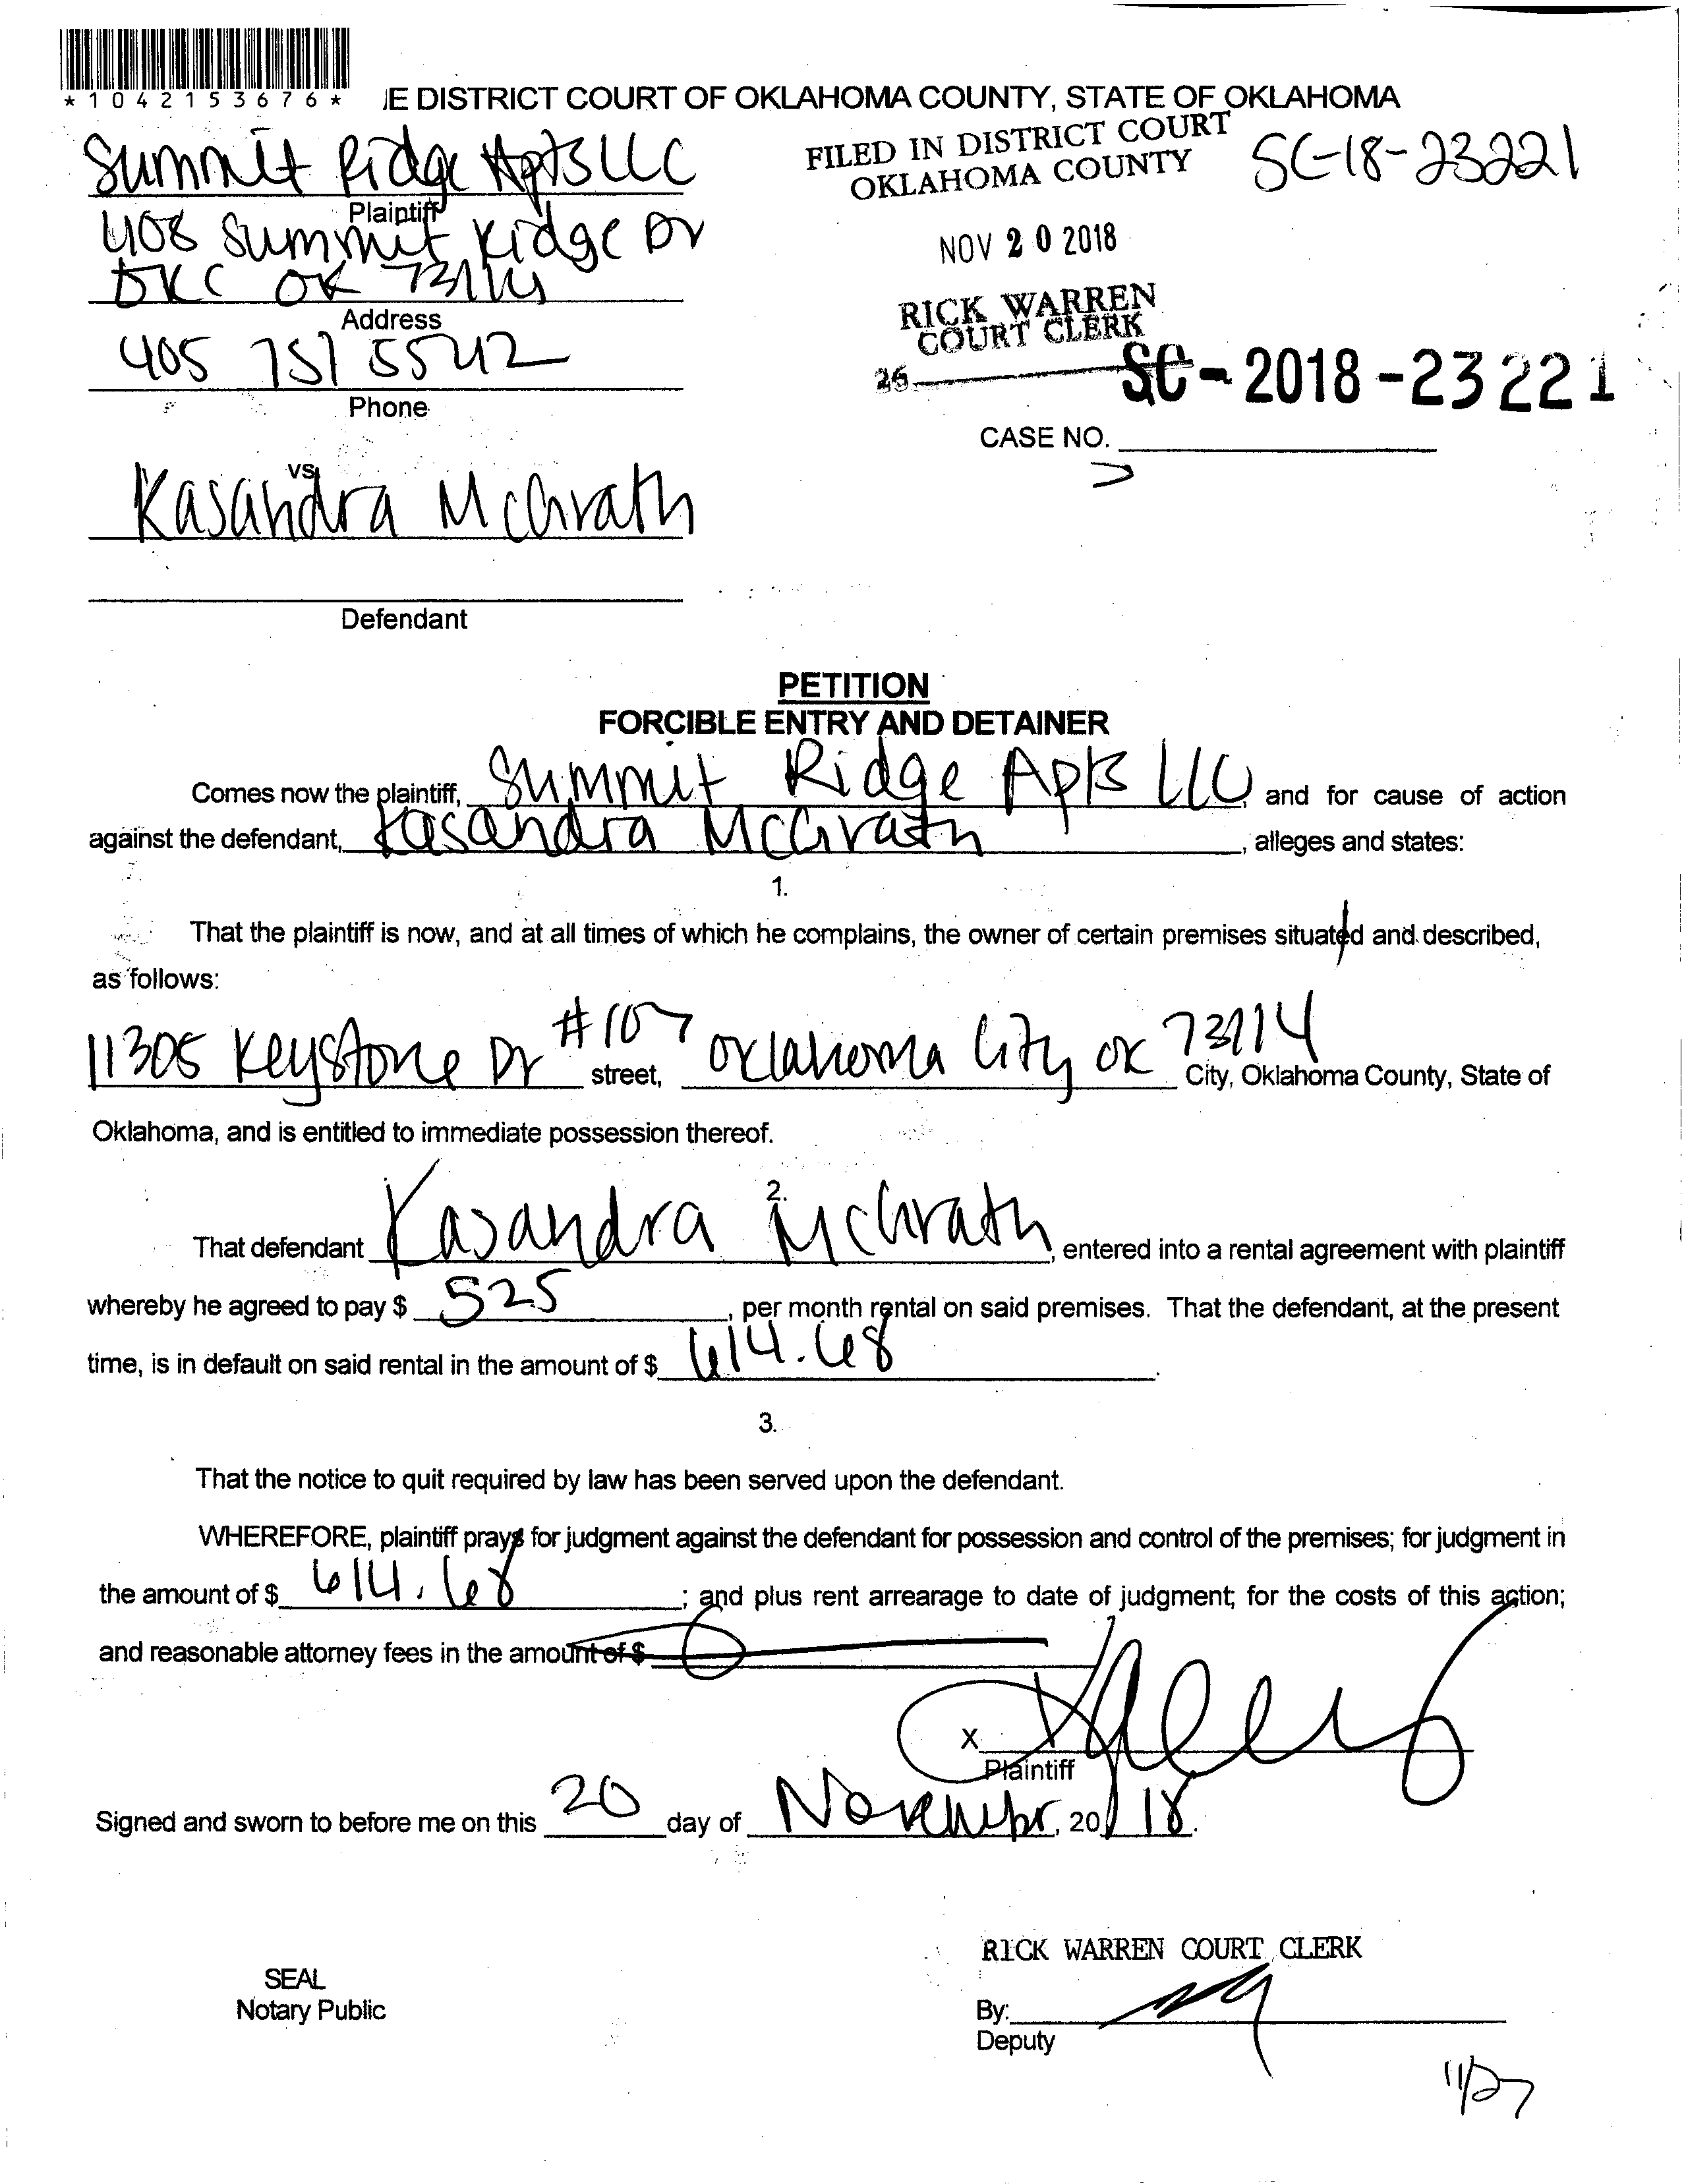 *1042153676*
IE DISTRICT COURT OF OKLAHOMA COUNTY, STATE OF OKLAHOMA
Summit Ridge Apts LLC
Plaintiff
408 Summit Ridge Dr
OKC OK 73114
Address
405 751 5542
Phone
FILED IN DISTRICT COURT
OKLAHOMA COUNTY
SC-18-23221
NOV 20 2018
RICK WARREN
COURT CLERK
26
SC-2018-23221
CASE NO.
vs
Kasandra McGrath
Defendant
PETITION
FORCIBLE ENTRY AND DETAINER
Comes now the plaintiff, Summit Ridge Apts LLC, and for cause of action
against the defendant, Kasandra McGrath, alleges and states:
1.
That the plaintiff is now, and at all times of which he complains, the owner of certain premises situated and described,
as follows:
11305 Keystone Dr #107 street, Oklahoma City OK 73114 City, Oklahoma County, State of
Oklahoma, and is entitled to immediate possession thereof.
2.
That defendant Kasandra McGrath, entered into a rental agreement with plaintiff
whereby he agreed to pay $ 525, per month rental on said premises. That the defendant, at the present
time, is in default on said rental in the amount of $ 614.68.
3.
That the notice to quit required by law has been served upon the defendant.
WHEREFORE, plaintiff prays for judgment against the defendant for possession and control of the premises; for judgment in
the amount of $ 614.68; and plus rent arrearage to date of judgment; for the costs of this action;
and reasonable attorney fees in the amount of $
X
Plaintiff
Signed and sworn to before me on this 20 day of November, 20 18.
RICK WARREN COURT CLERK
SEAL
Notary Public
By:
Deputy
11/27